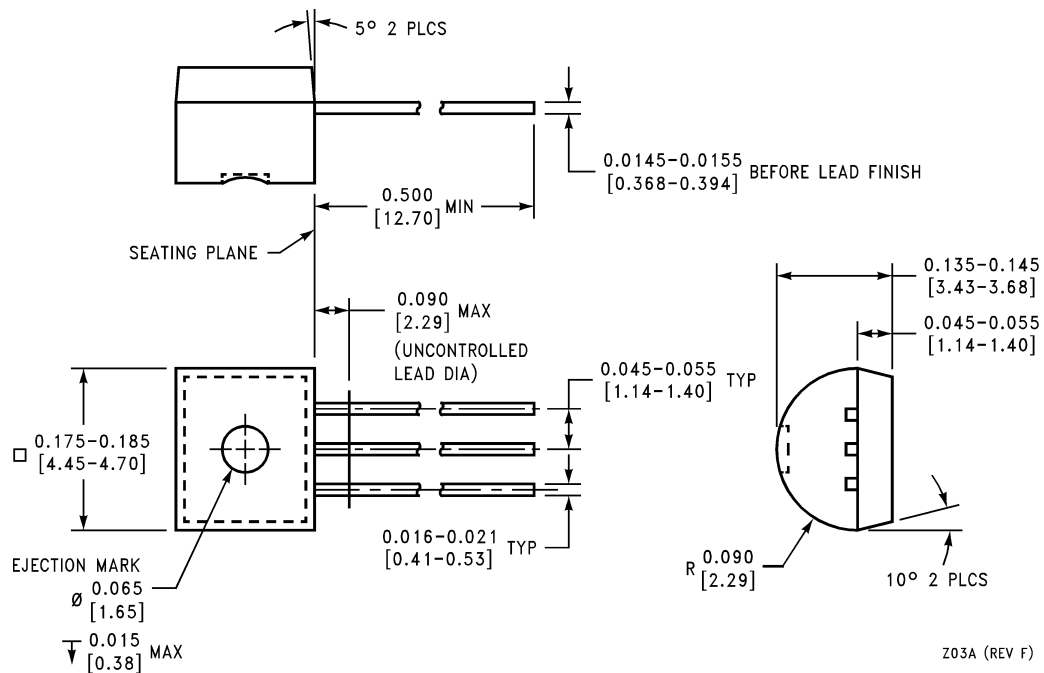 5° 2 PLCS
0.0145–0.0155
[0.368–0.394] BEFORE LEAD FINISH
0.500
[12.70] MIN
SEATING PLANE
0.135–0.145
[3.43–3.68]
0.045–0.055
[1.14–1.40]
0.090
[2.29] MAX
(UNCONTROLLED
LEAD DIA)
0.045–0.055
[1.14–1.40] TYP
0.175–0.185
[4.45–4.70]
0.016–0.021
[0.41–0.53] TYP
R 0.090
[2.29]
10° 2 PLCS
EJECTION MARK
Ø 0.065
[1.65]
0.015
[0.38] MAX
Z03A (REV F)